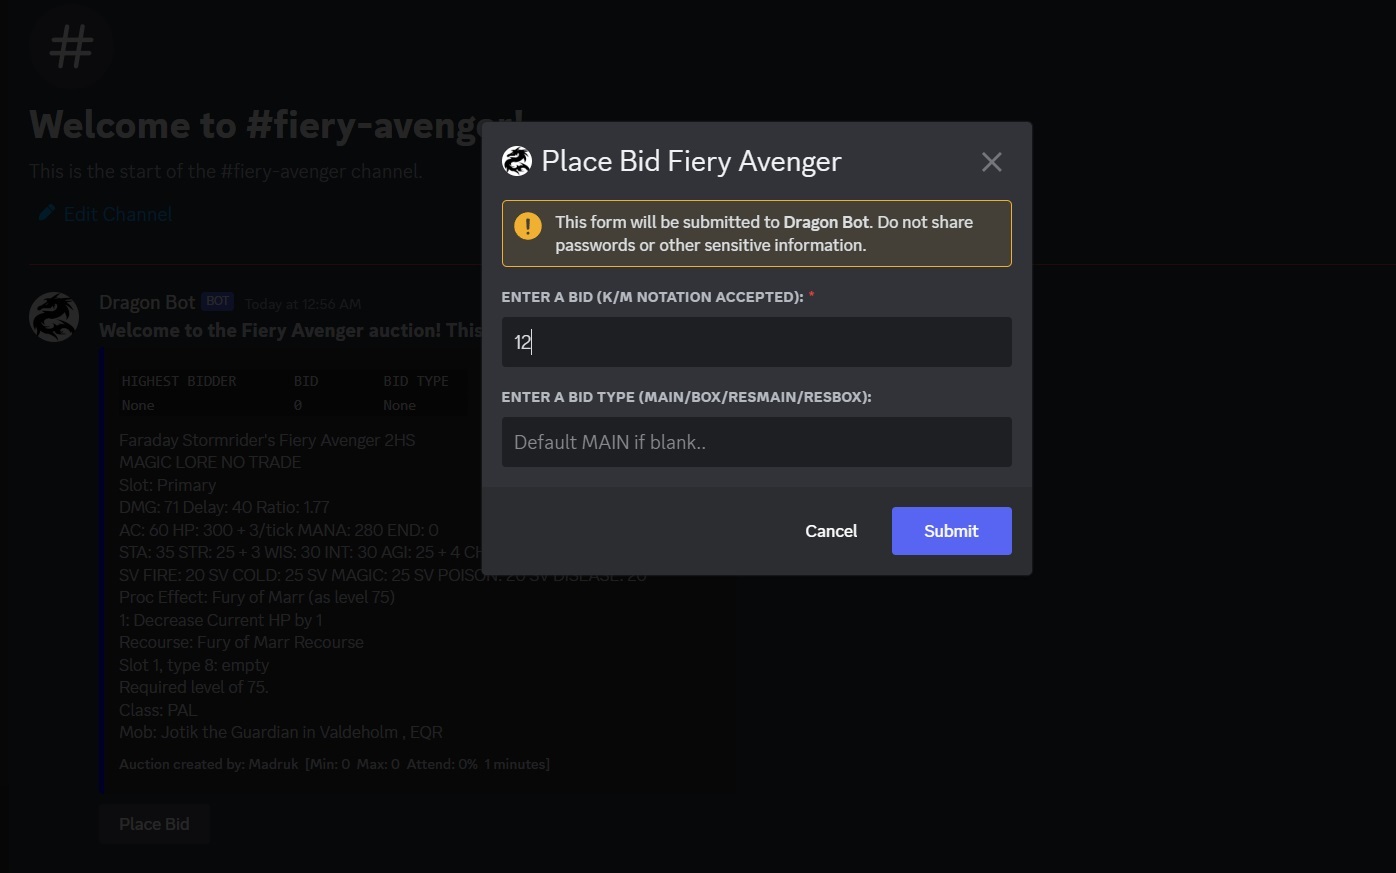 Welcome to #fiery-avenger!
This is the start of the #fiery-avenger channel.
Edit Channel
Dragon Bot BOT Today at 12:56 AM
Welcome to the Fiery Avenger auction! This
HIGHEST BIDDER BID BID TYPE
None 0 None
Faraday Stormrider's Fiery Avenger 2HS
MAGIC LORE NO TRADE
Slot: Primary
DMG: 71 Delay: 40 Ratio: 1.77
AC: 60 HP: 300 + 3/tick MANA: 280 END: 0
STA: 35 STR: 25 + 3 WIS: 30 INT: 30 AGI: 25 + 4 CH
SV FIRE: 20 SV COLD: 25 SV MAGIC: 25 SV POISON: 20 SV DISEASE: 20
Proc Effect: Fury of Marr (as level 75)
1: Decrease Current HP by 1
Recourse: Fury of Marr Recourse
Slot 1, type 8: empty
Required level of 75.
Class: PAL
Mob: Jotik the Guardian in Valdeholm , EQR
Auction created by: Madruk [Min: 0 Max: 0 Attend: 0% 1 minutes]
Place Bid
Place Bid Fiery Avenger
This form will be submitted to Dragon Bot. Do not share
passwords or other sensitive information.
ENTER A BID (K/M NOTATION ACCEPTED): *
12
ENTER A BID TYPE (MAIN/BOX/RESMAIN/RESBOX):
Default MAIN if blank..
Cancel
Submit